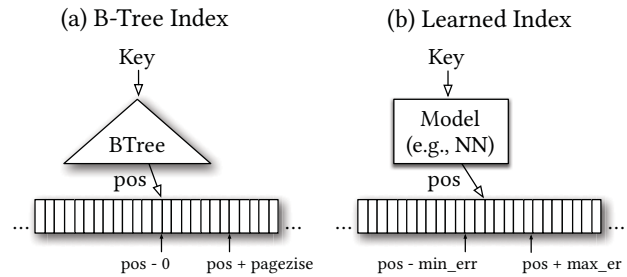 (a) B-Tree Index
Key
BTree
pos
...
...
pos - 0
pos + pagezise
(b) Learned Index
Key
Model
(e.g., NN)
pos
...
...
pos - min_err
pos + max_er